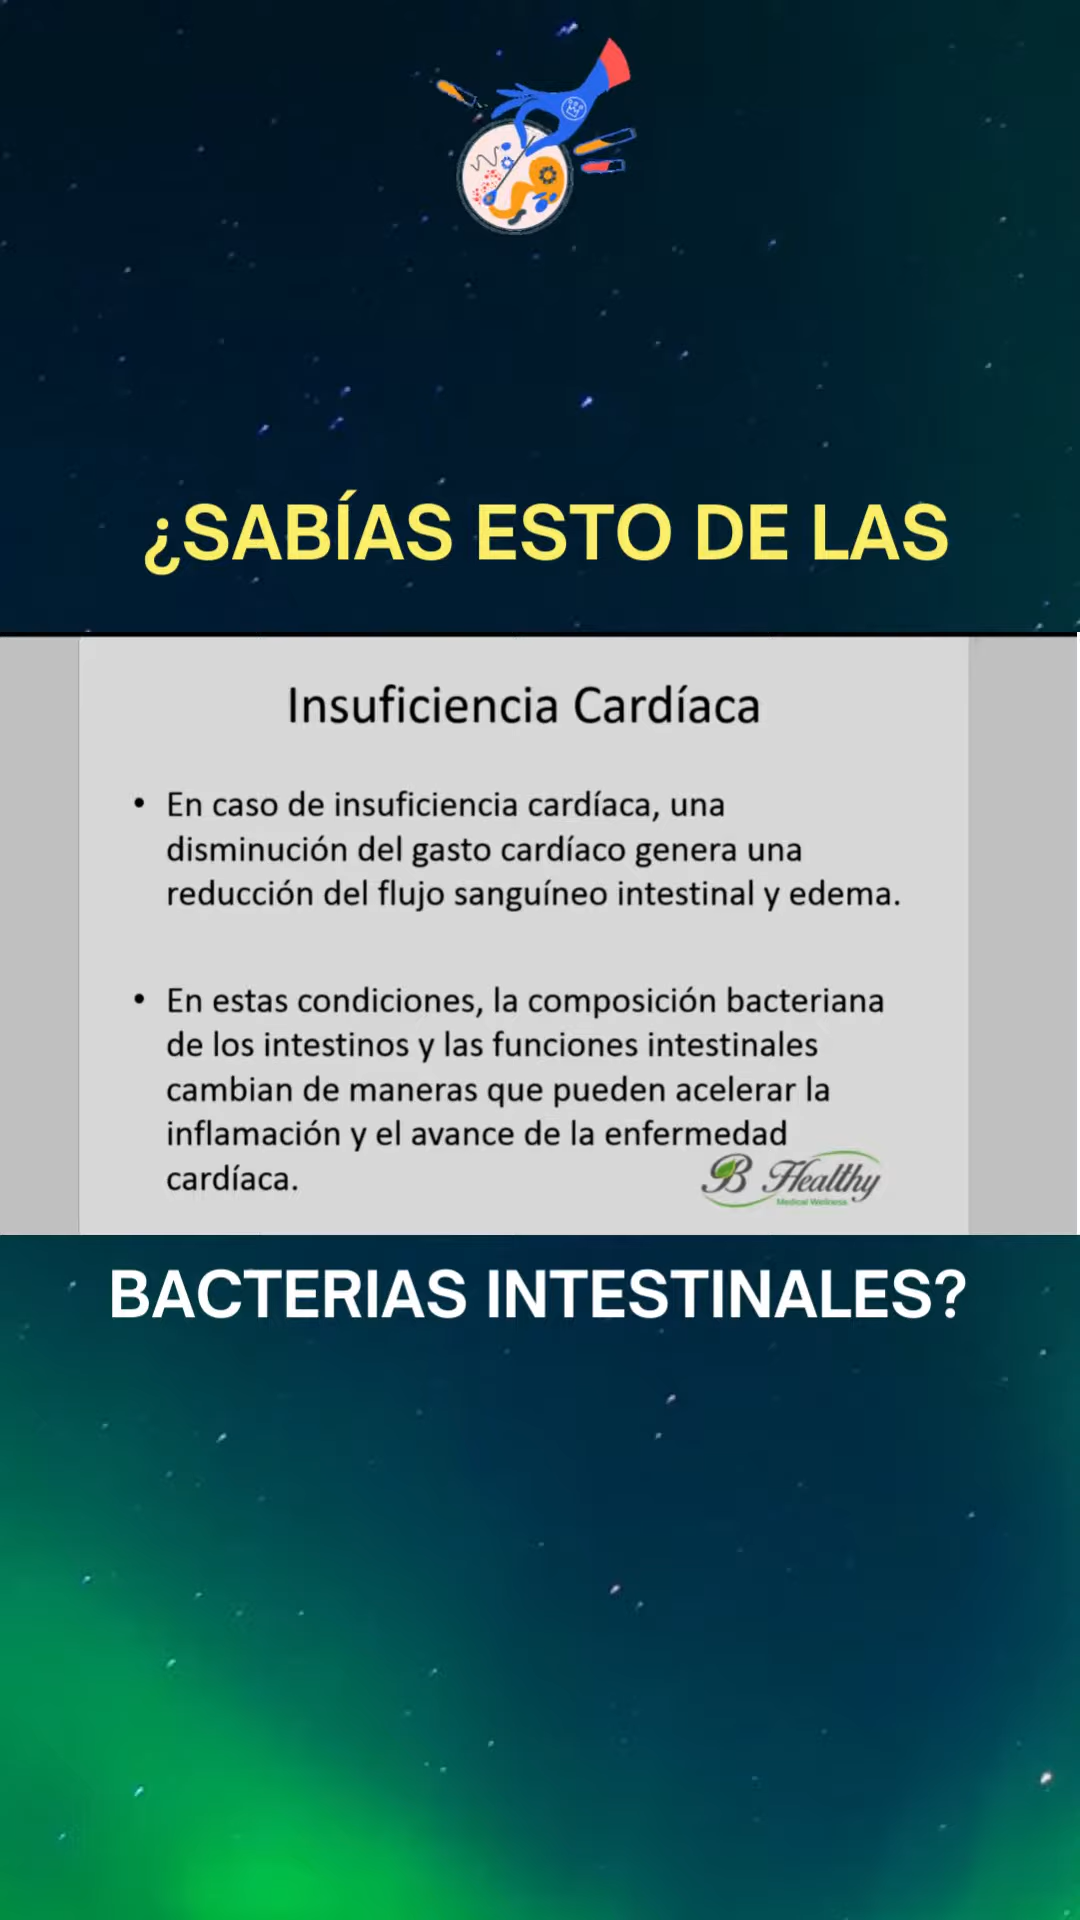 ¿SABÍAS ESTO DE LAS
Insuficiencia Cardíaca
• En caso de insuficiencia cardíaca, una
disminución del gasto cardíaco genera una
reducción del flujo sanguíneo intestinal y edema.
• En estas condiciones, la composición bacteriana
de los intestinos y las funciones intestinales
cambian de maneras que pueden acelerar la
inflamación y el avance de la enfermedad
cardíaca.
B Healthy
Medical Wellness
BACTERIAS INTESTINALES?